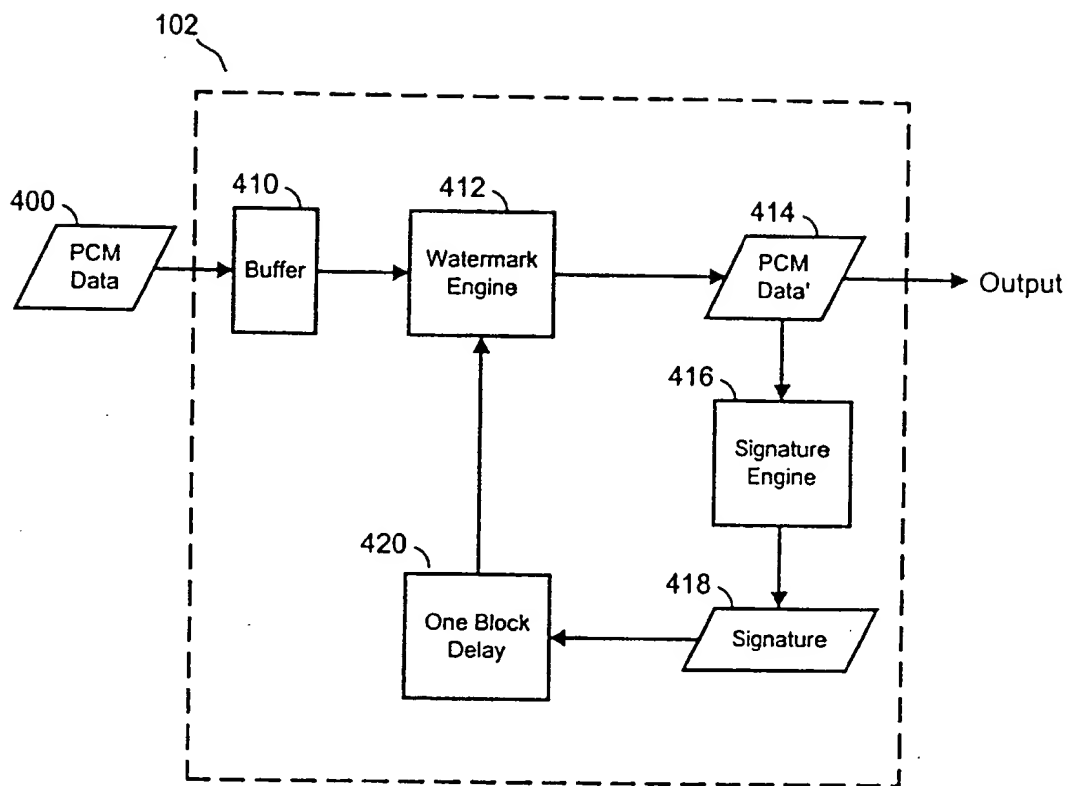 102
400
PCM
Data
410
Buffer
412
Watermark
Engine
414
PCM
Data'
Output
416
Signature
Engine
418
Signature
420
One Block
Delay